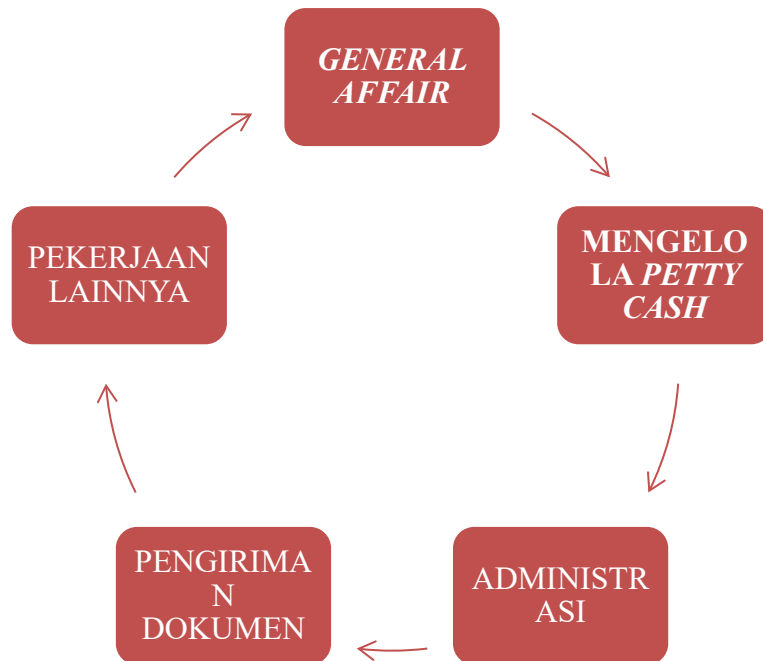 GENERAL
AFFAIR
MENGELO
LA PETTY
CASH
ADMINISTR
ASI
PENGIRIMA
N
DOKUMEN
PEKERJAAN
LAINNYA